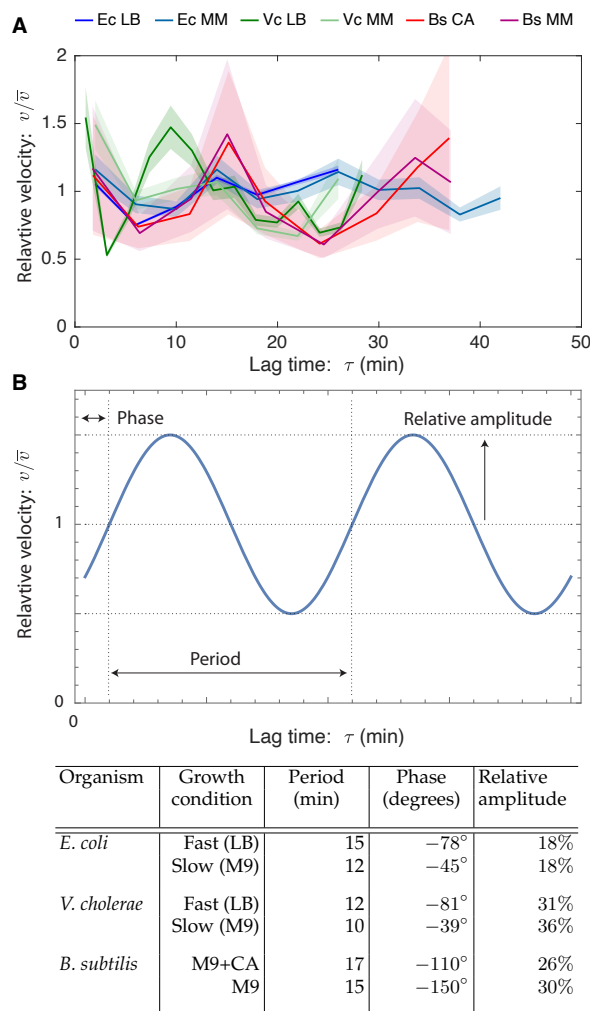 A
Ec LB Ec MM Vc LB Vc MM Bs CA Bs MM
2
1.5
1
0.5
0
Relavtive velocity: v/v̅
0 10 20 30 40 50
Lag time: τ (min)
B
Phase
Relative amplitude
1
Period
0
Relavtive velocity: v/v̅
0
Lag time: τ (min)
Organism Growth condition Period (min) Phase (degrees) Relative amplitude
E. coli Fast (LB) 15 −78° 18%
Slow (M9) 12 −45° 18%
V. cholerae Fast (LB) 12 −81° 31%
Slow (M9) 10 −39° 36%
B. subtilis M9+CA 17 −110° 26%
M9 15 −150° 30%